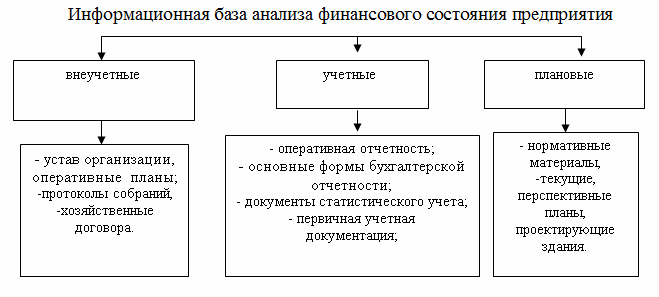 Информационная база анализа финансового состояния предприятия
внеучетные
учетные
плановые
- устав организации,
оперативные планы;
-протоколы собраний,
-хозяйственные
договора.
- оперативная отчетность;
- основные формы бухгалтерской
отчетности;
- документы статистического учета;
- первичная учетная
документация;
- нормативные
материалы,
-текущие,
перспективные
планы,
проектирующие
здания.